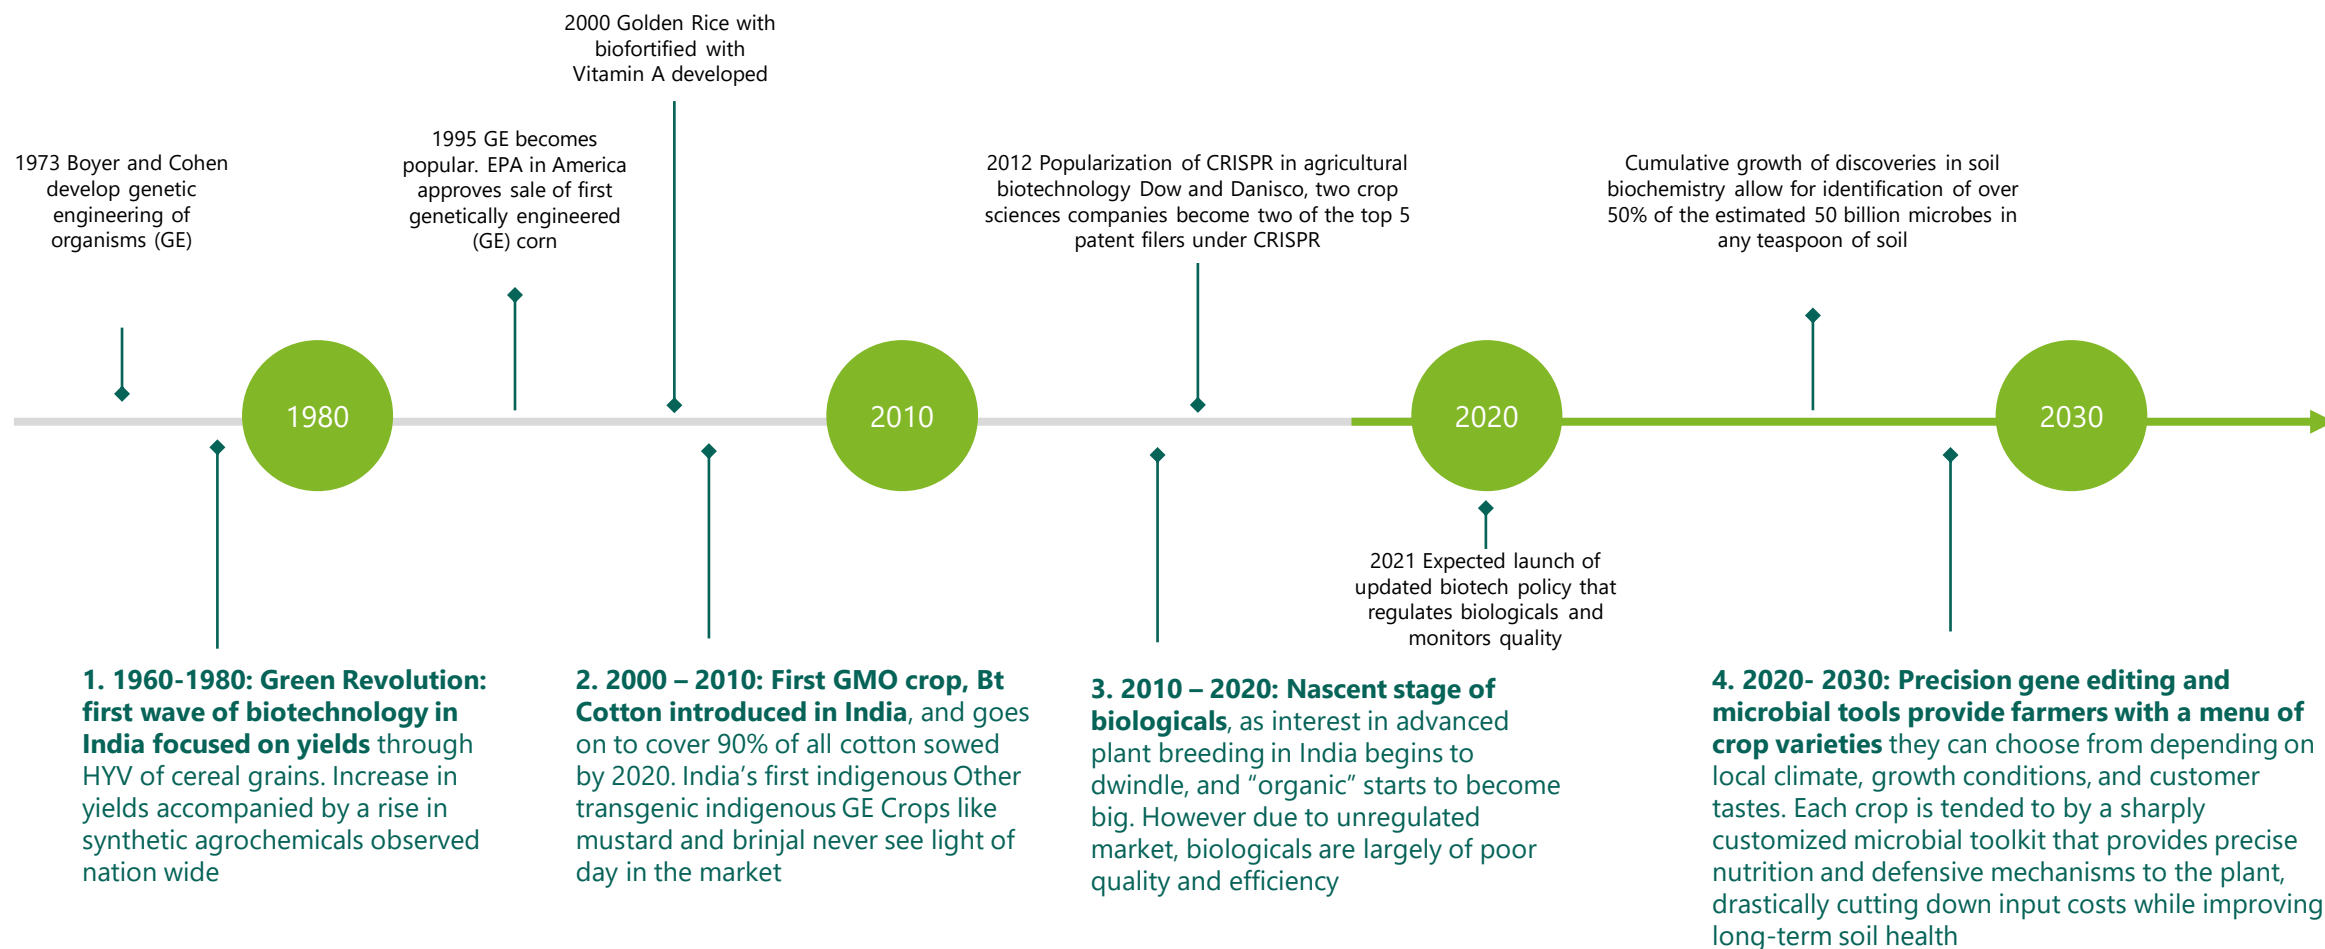 2000 Golden Rice with
biofortified with
Vitamin A developed
1973 Boyer and Cohen
develop genetic
engineering of
organisms (GE)
1995 GE becomes
popular. EPA in America
approves sale of first
genetically engineered
(GE) corn
2012 Popularization of CRISPR in agricultural
biotechnology Dow and Danisco, two crop
sciences companies become two of the top 5
patent filers under CRISPR
Cumulative growth of discoveries in soil
biochemistry allow for identification of over
50% of the estimated 50 billion microbes in
any teaspoon of soil
1980
2010
2020
2030
2021 Expected launch of
updated biotech policy that
regulates biologicals and
monitors quality
1. 1960-1980: Green Revolution:
first wave of biotechnology in
India focused on yields through
HYV of cereal grains. Increase in
yields accompanied by a rise in
synthetic agrochemicals observed
nation wide
2. 2000 – 2010: First GMO crop, Bt
Cotton introduced in India, and goes
on to cover 90% of all cotton sowed
by 2020. India’s first indigenous Other
transgenic indigenous GE Crops like
mustard and brinjal never see light of
day in the market
3. 2010 – 2020: Nascent stage of
biologicals, as interest in advanced
plant breeding in India begins to
dwindle, and “organic” starts to become
big. However due to unregulated
market, biologicals are largely of poor
quality and efficiency
4. 2020- 2030: Precision gene editing and
microbial tools provide farmers with a menu of
crop varieties they can choose from depending on
local climate, growth conditions, and customer
tastes. Each crop is tended to by a sharply
customized microbial toolkit that provides precise
nutrition and defensive mechanisms to the plant,
drastically cutting down input costs while improving
long-term soil health